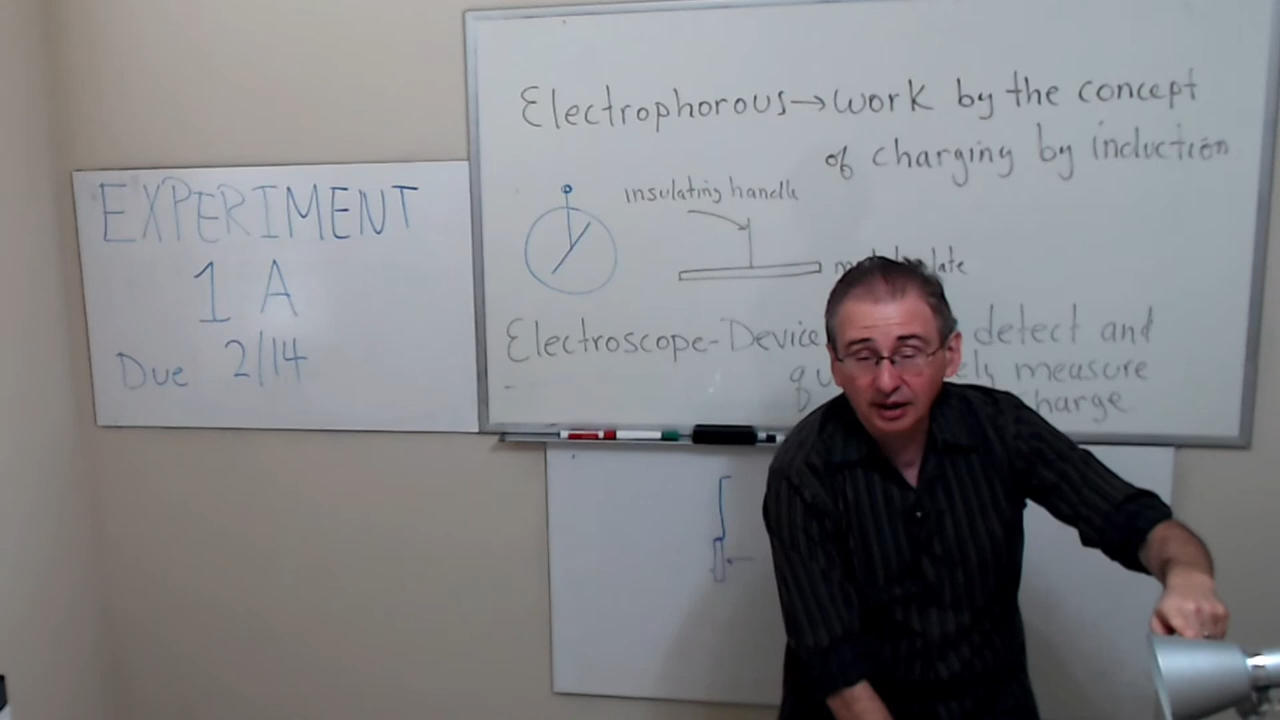 EXPERIMENT
1 A
Due 2/14
Electrophorous→work by the concept
of charging by induction
insulating handle
Electroscope-Device detect and
measure